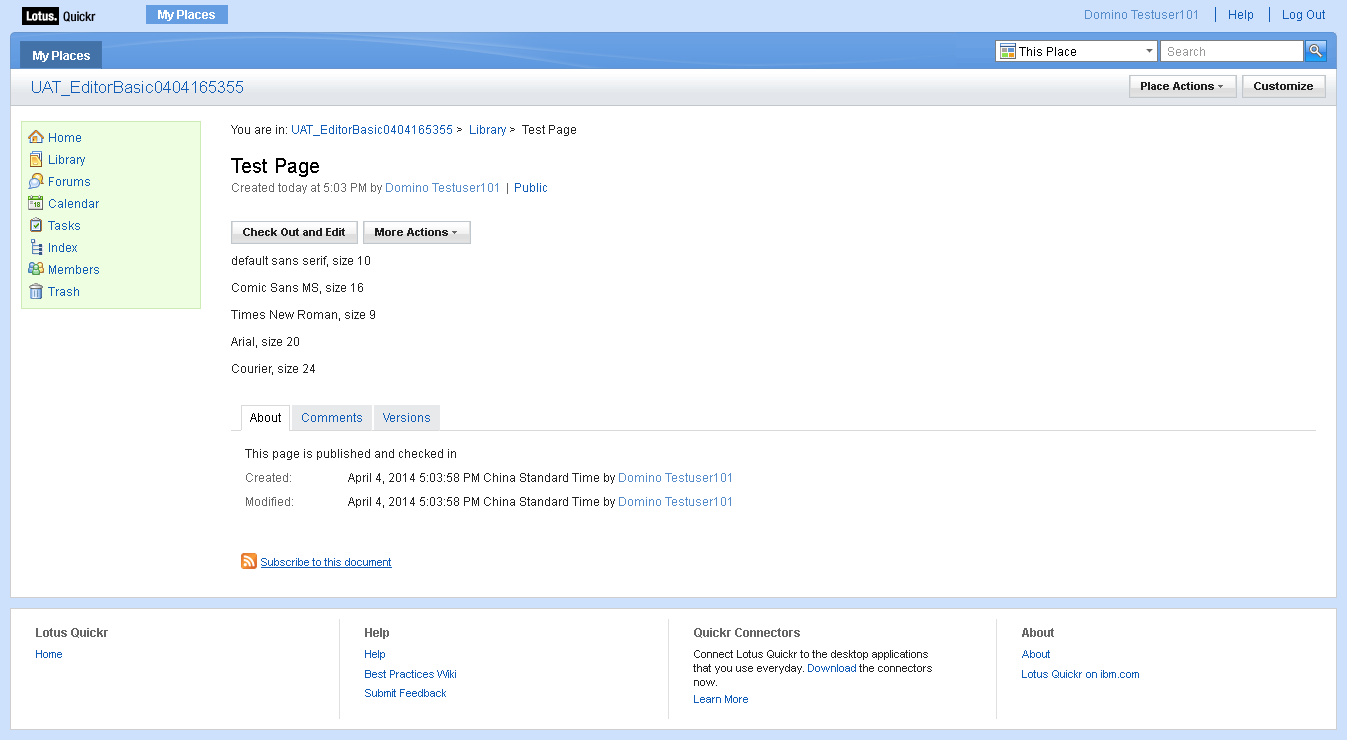 Lotus. Quickr
My Places
Domino Testuser101 | Help | Log Out
My Places
This Place
Search
UAT_EditorBasic0404165355
Place Actions
Customize
Home
Library
Forums
Calendar
Tasks
Index
Members
Trash
You are in: UAT_EditorBasic0404165355 > Library > Test Page
Test Page
Created today at 5:03 PM by Domino Testuser101 | Public
Check Out and Edit
More Actions
default sans serif, size 10
Comic Sans MS, size 16
Times New Roman, size 9
Arial, size 20
Courier, size 24
About
Comments
Versions
This page is published and checked in
Created: April 4, 2014 5:03:58 PM China Standard Time by Domino Testuser101
Modified: April 4, 2014 5:03:58 PM China Standard Time by Domino Testuser101
Subscribe to this document
Lotus Quickr
Home
Help
Help
Best Practices Wiki
Submit Feedback
Quickr Connectors
Connect Lotus Quickr to the desktop applications
that you use everyday. Download the connectors
now.
Learn More
About
About
Lotus Quickr on ibm.com